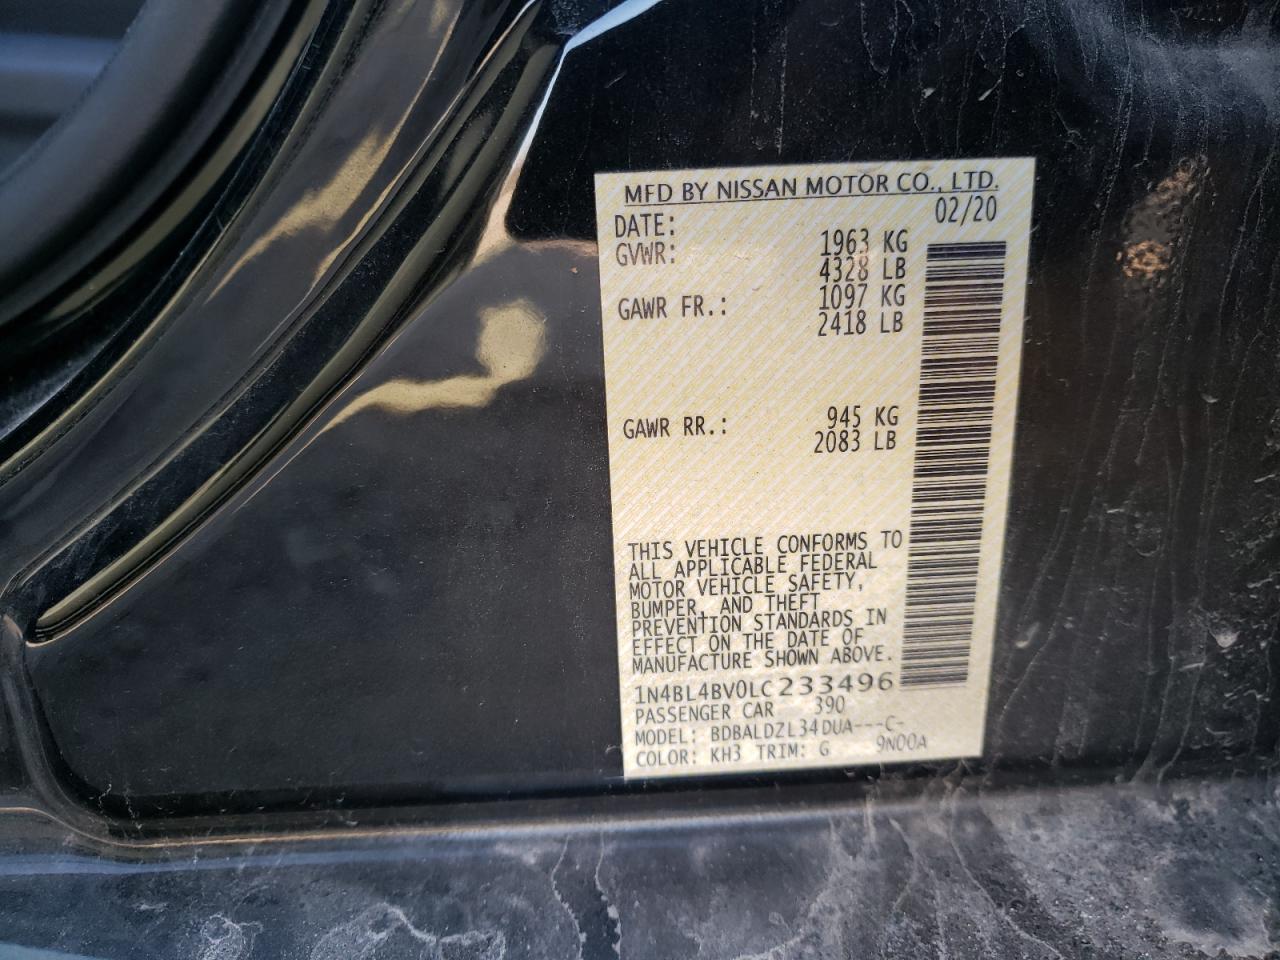 MFD BY NISSAN MOTOR CO., LTD.
DATE: 02/20
GVWR: 1963 KG
4328 LB
GAWR FR.: 1097 KG
2418 LB
GAWR RR.: 945 KG
2083 LB
THIS VEHICLE CONFORMS TO
ALL APPLICABLE FEDERAL
MOTOR VEHICLE SAFETY,
BUMPER, AND THEFT
PREVENTION STANDARDS IN
EFFECT ON THE DATE OF
MANUFACTURE SHOWN ABOVE.
1N4BL4BV0LC233496
PASSENGER CAR 390
MODEL: BDBALDZL34DUA---C-
COLOR: KH3 TRIM: G 9N00A